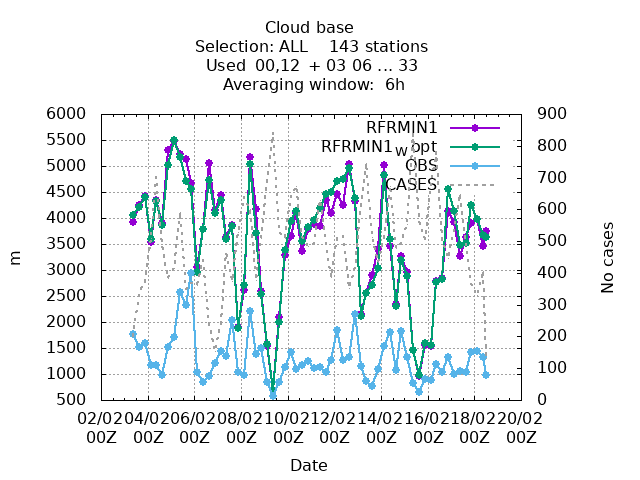 Cloud base
Selection: ALL 143 stations
Used 00,12 + 03 06 ... 33
Averaging window: 6h
6000
5500
5000
4500
4000
3500
3000
2500
2000
1500
1000
500
m
900
800
700
600
500
400
300
200
100
0
No cases
RFRMIN1
RFRMIN1_w opt
OBS
CASES
02/02 04/02 06/02 08/02 10/02 12/02 14/02 16/02 18/02 20/02
00Z 00Z 00Z 00Z 00Z 00Z 00Z 00Z 00Z 00Z
Date